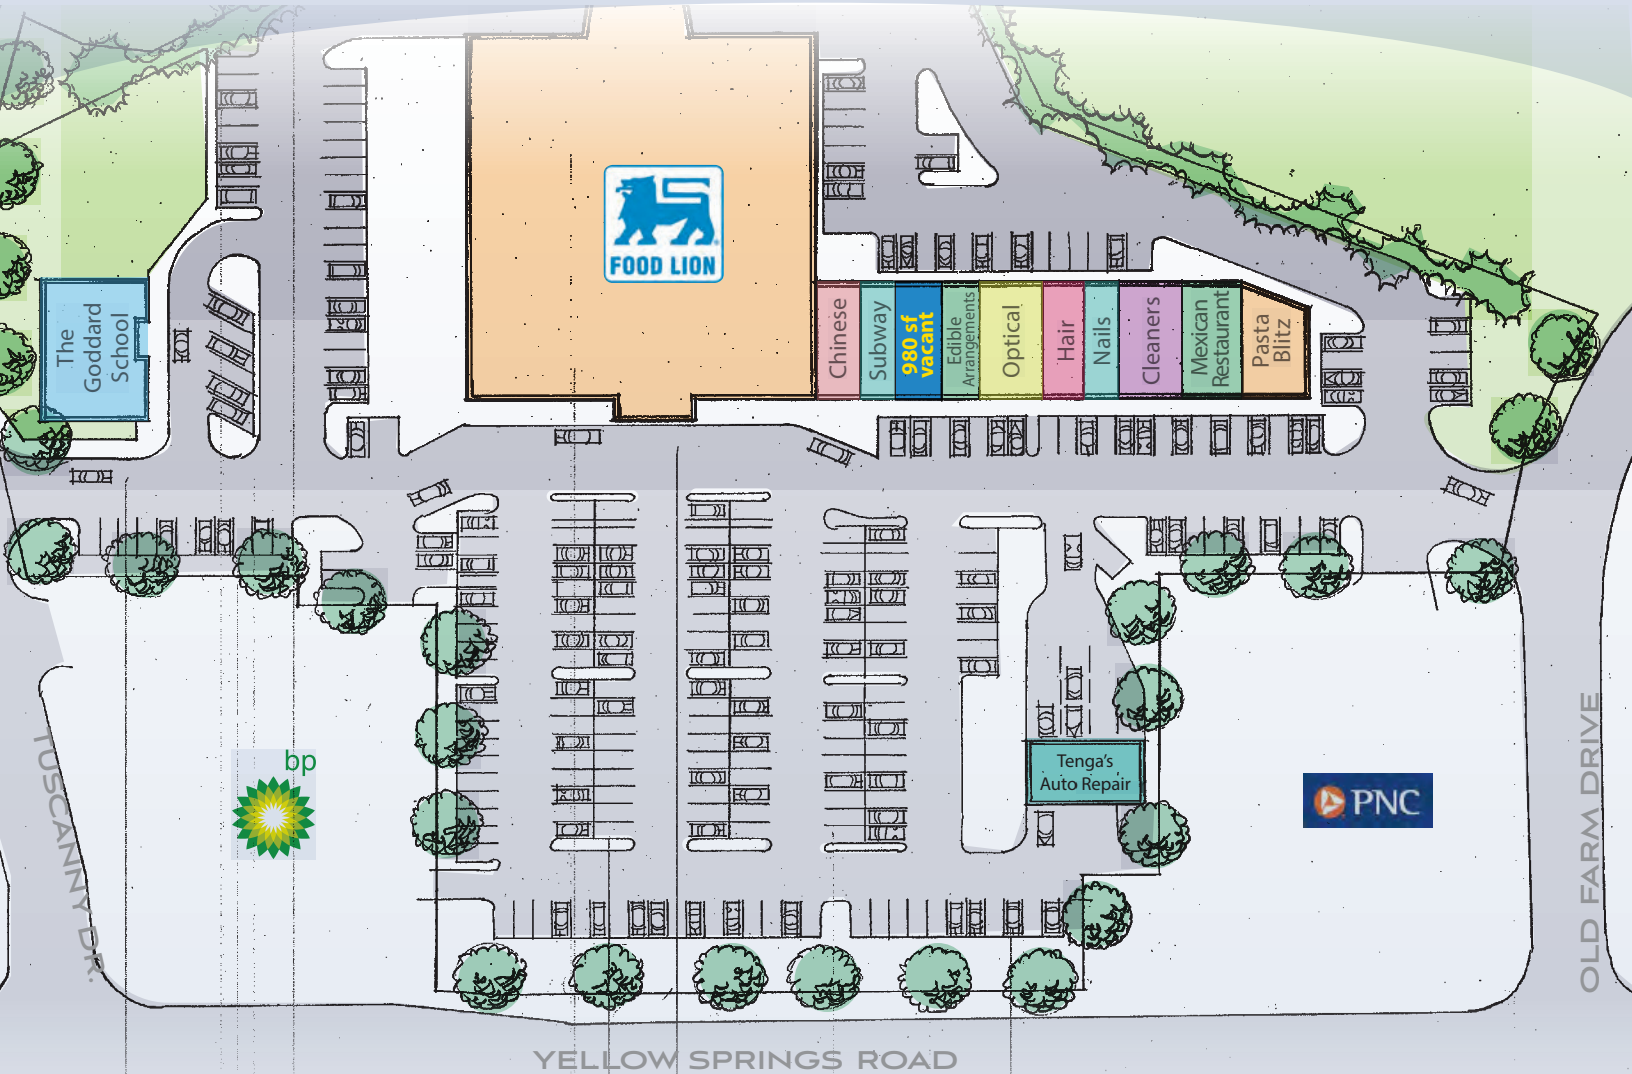 FOOD LION
The
Goddard
School
Chinese
Subway
980 sf
vacant
Edible
Arrangements
Optical
Hair
Nails
Cleaners
Mexican
Restaurant
Pasta
Blitz
bp
Tenga's
Auto Repair
PNC
TUSCANNY DR.
OLD FARM DRIVE
YELLOW SPRINGS ROAD